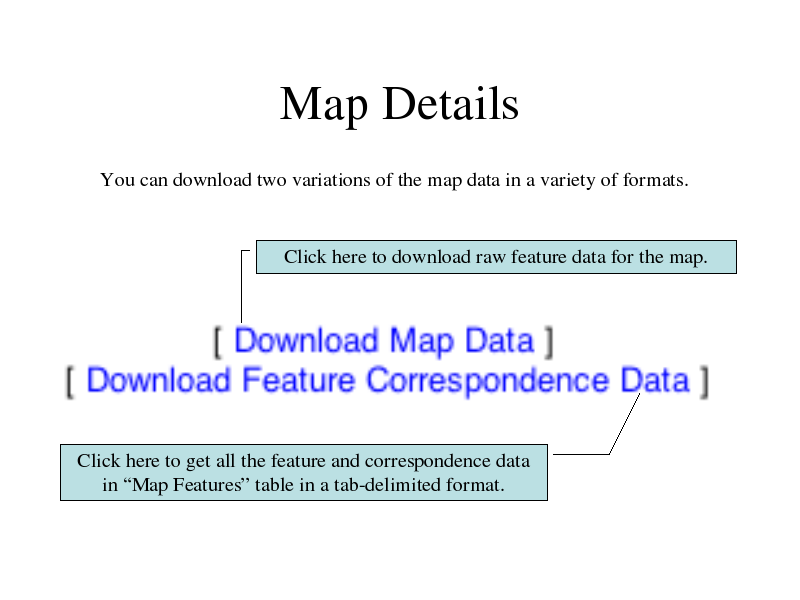 Map Details
You can download two variations of the map data in a variety of formats.
Click here to download raw feature data for the map.
[ Download Map Data ]
[ Download Feature Correspondence Data ]
Click here to get all the feature and correspondence data
in “Map Features” table in a tab-delimited format.